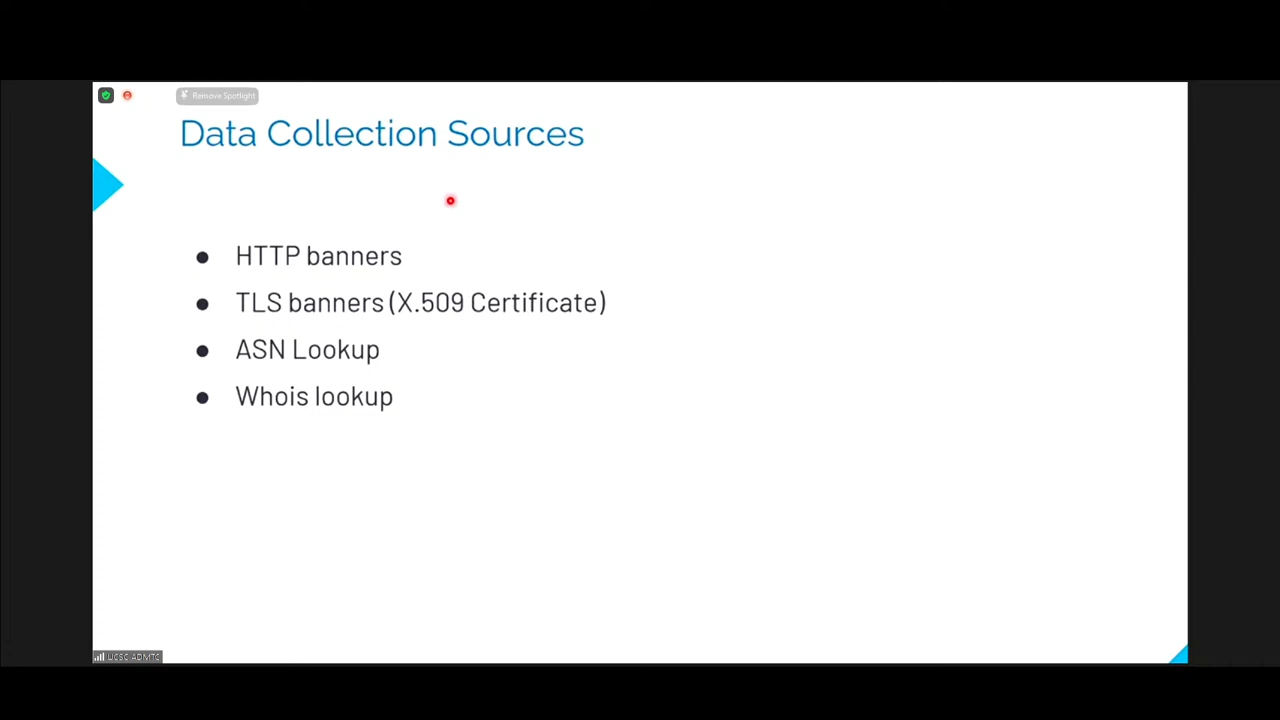 Remove Spotlight
Data Collection Sources
● HTTP banners
● TLS banners (X.509 Certificate)
● ASN Lookup
● Whois lookup
UCSC-ADMTC